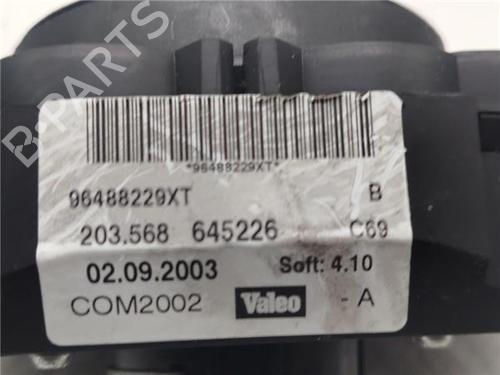 *96488229XT*
96488229XT B
203.568 645226 C69
02.09.2003 Soft: 4.10
COM2002 Valeo - A
B-PARTS